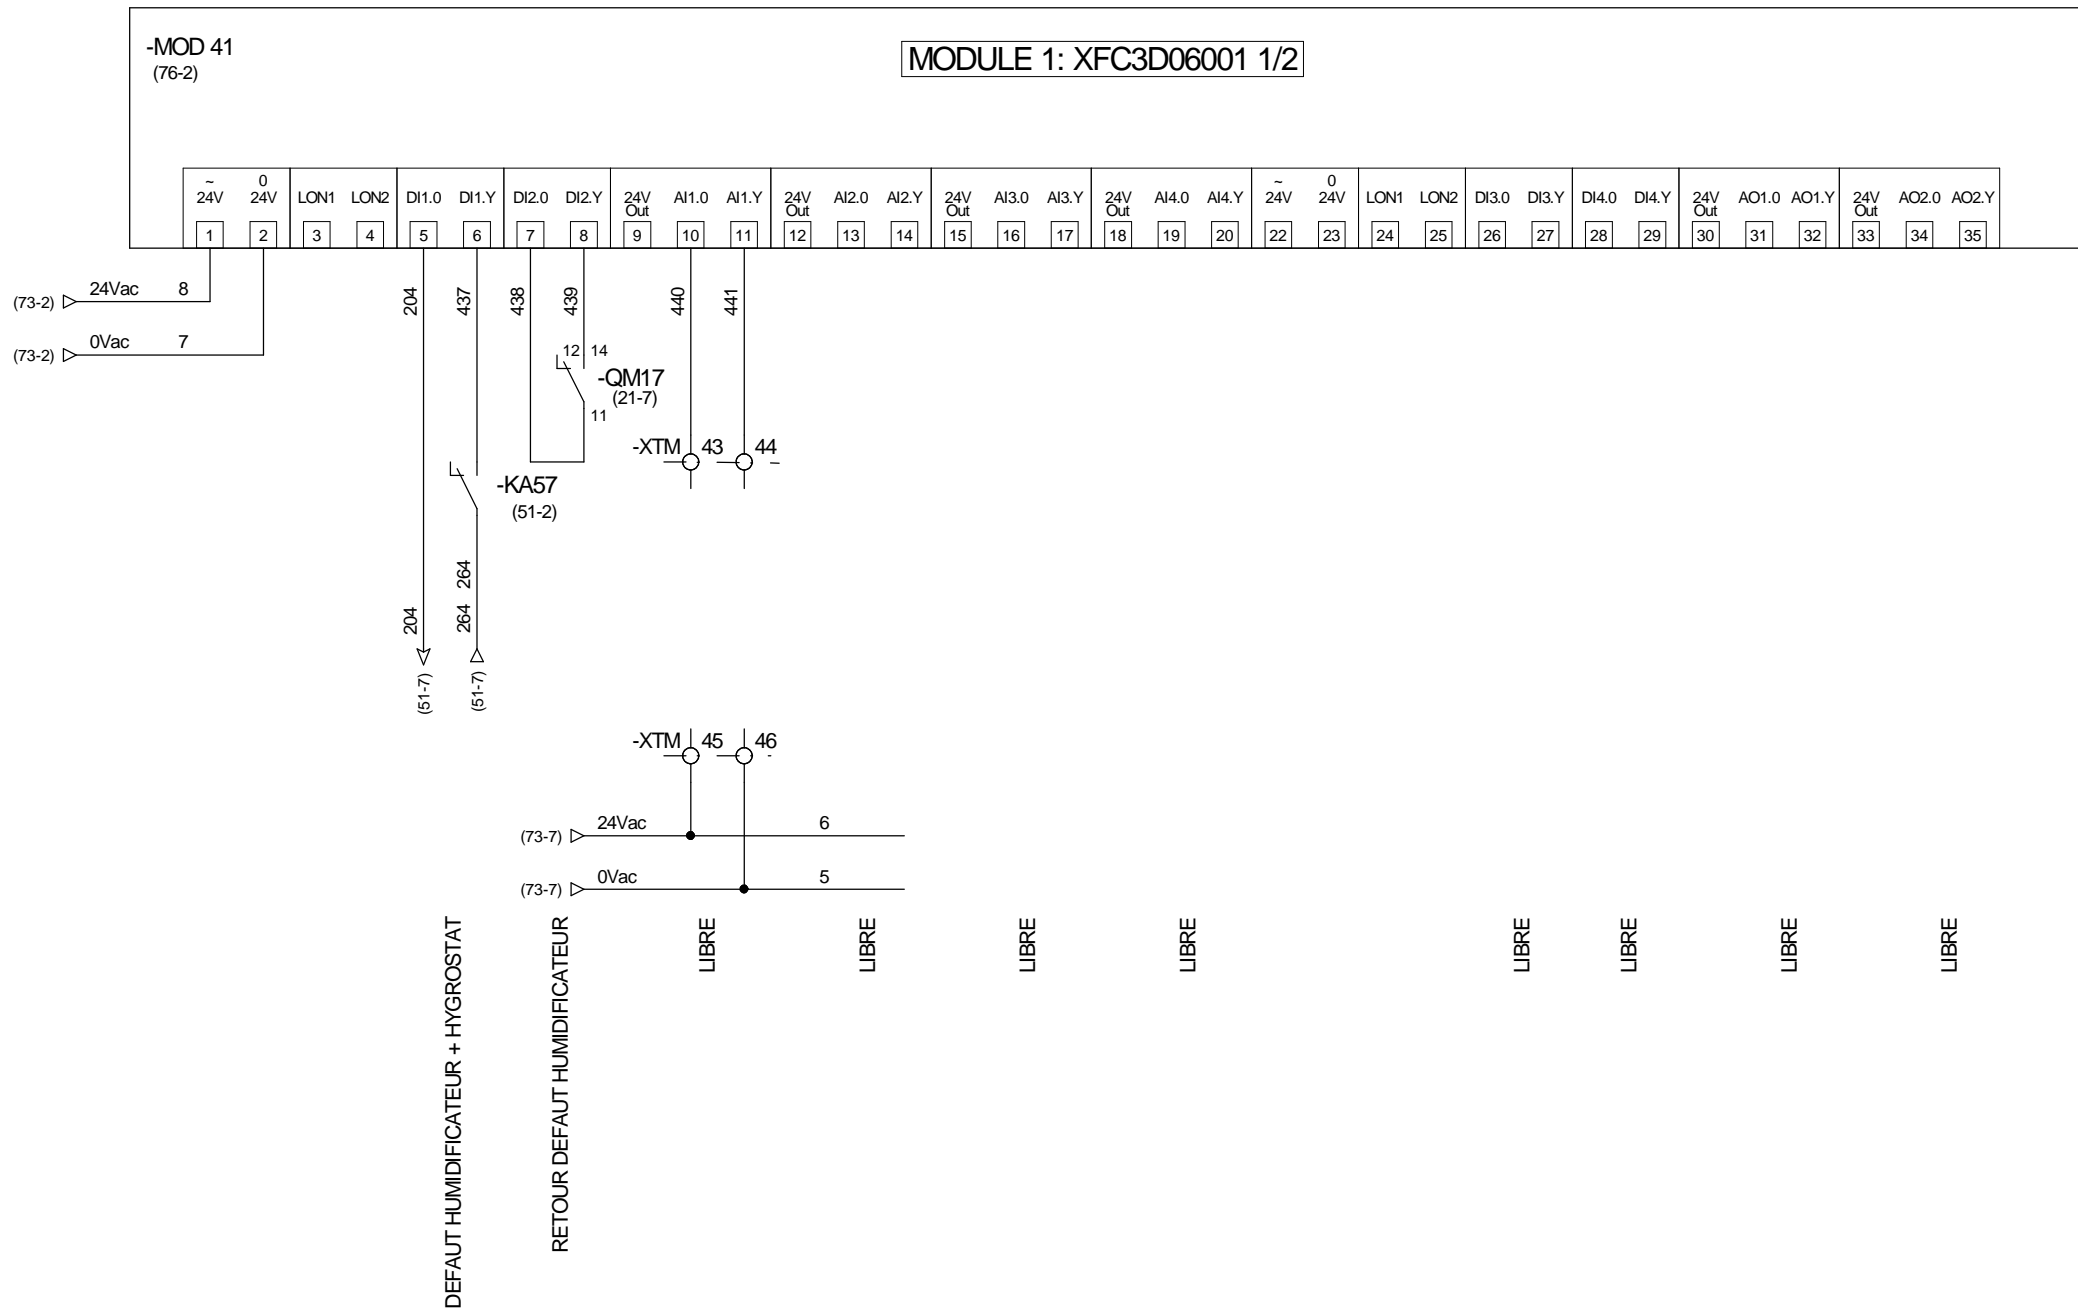 -MOD 41
(76-2)
MODULE 1: XFC3D06001 1/2
~ 24V
0 24V
LON1
LON2
DI1.0
DI1.Y
DI2.0
DI2.Y
24V Out
AI1.0
AI1.Y
24V Out
AI2.0
AI2.Y
24V Out
AI3.0
AI3.Y
24V Out
AI4.0
AI4.Y
~ 24V
0 24V
LON1
LON2
DI3.0
DI3.Y
DI4.0
DI4.Y
24V Out
AO1.0
AO1.Y
24V Out
AO2.0
AO2.Y
1 2 3 4 5 6 7 8 9 10 11 12 13 14 15 16 17 18 19 20 22 23 24 25 26 27 28 29 30 31 32 33 34 35
(73-2) 24Vac 8
(73-2) 0Vac 7
204
437
438
439
440
441
12 14
-QM17
(21-7)
11
-XTM 43 44
-KA57
(51-2)
264
204
264
(51-7)
(51-7)
-XTM 45 46
(73-7) 24Vac 6
(73-7) 0Vac 5
DEFAUT HUMIDIFICATEUR + HYGROSTAT
RETOUR DEFAUT HUMIDIFICATEUR
LIBRE
LIBRE
LIBRE
LIBRE
LIBRE
LIBRE
LIBRE
LIBRE